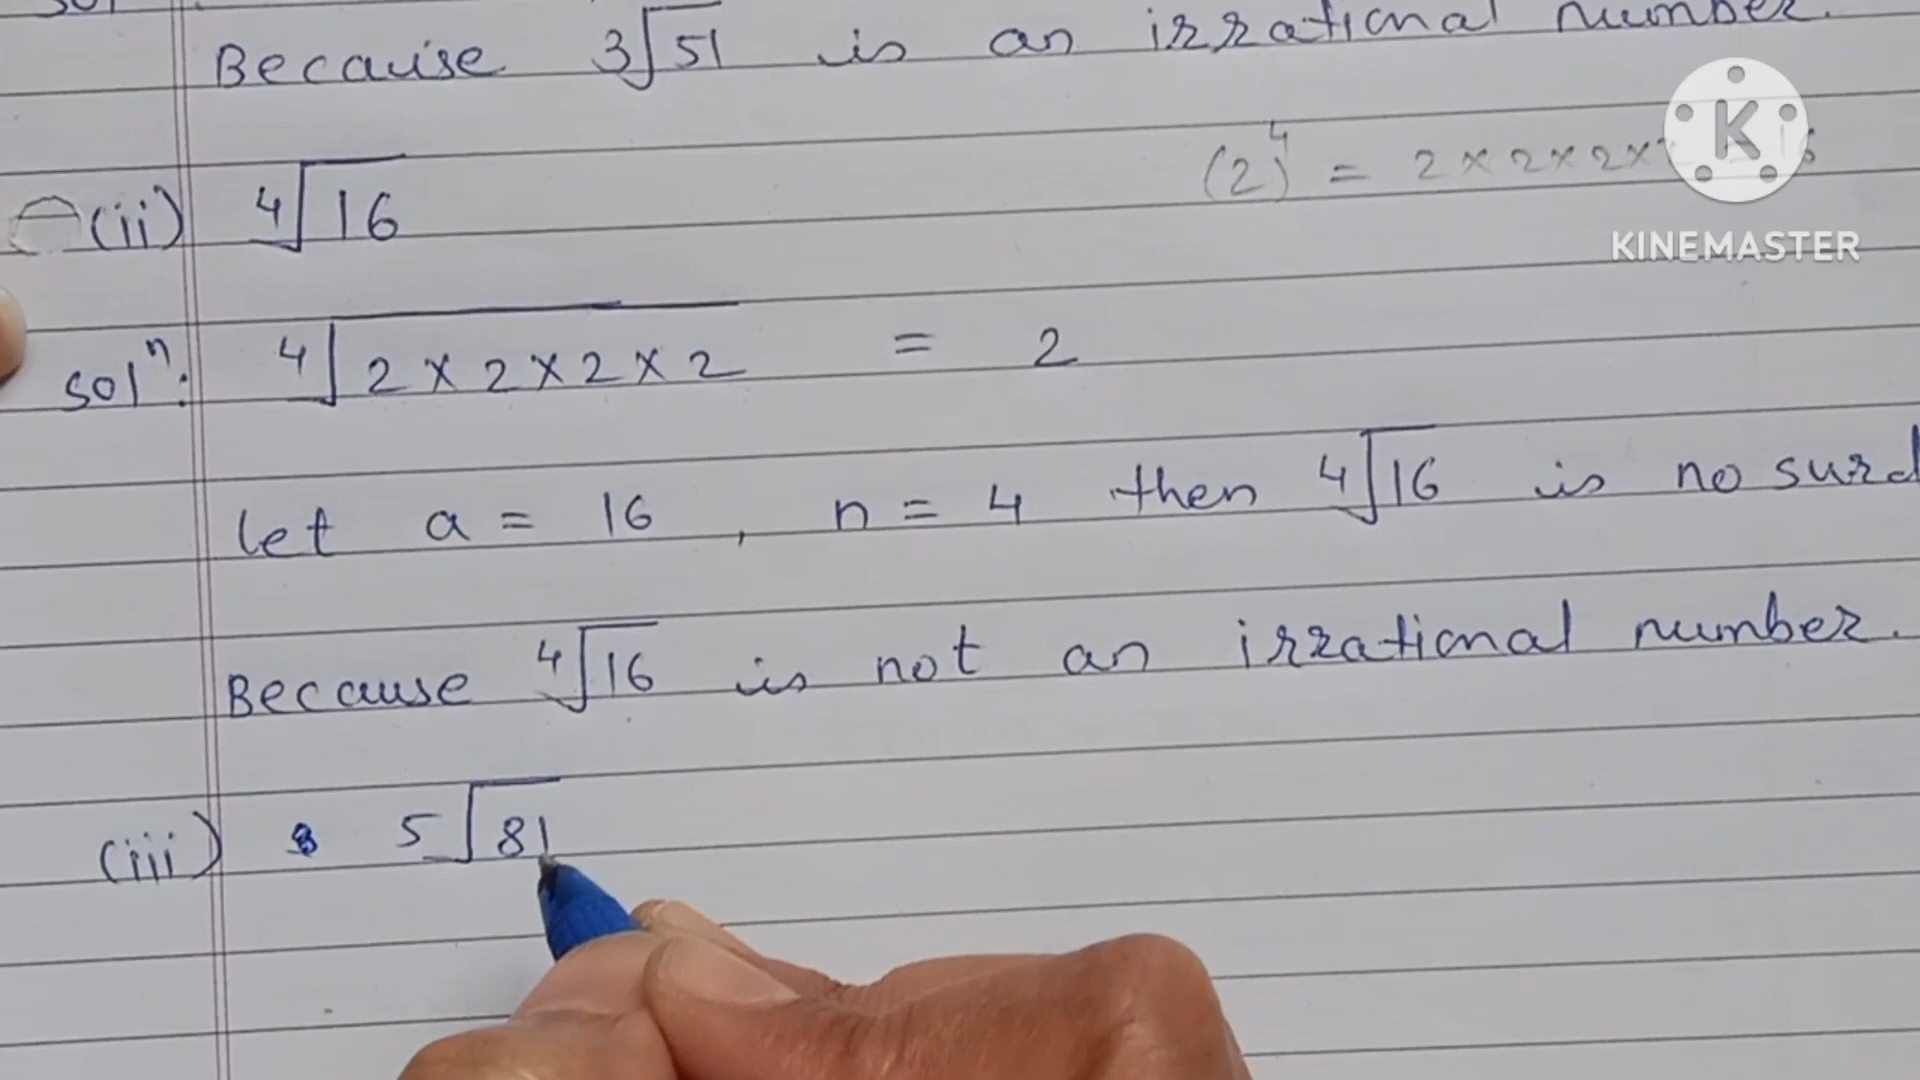 Because 3√51 is an irrational number.
(2)^4 = 2 × 2 × 2 ×
K
KINEMASTER
(ii) 4√16
Solⁿ: 4√2 × 2 × 2 × 2 = 2
let a = 16, n = 4 then 4√16 is no surd
Because 4√16 is not an irrational number.
(iii) 5√81